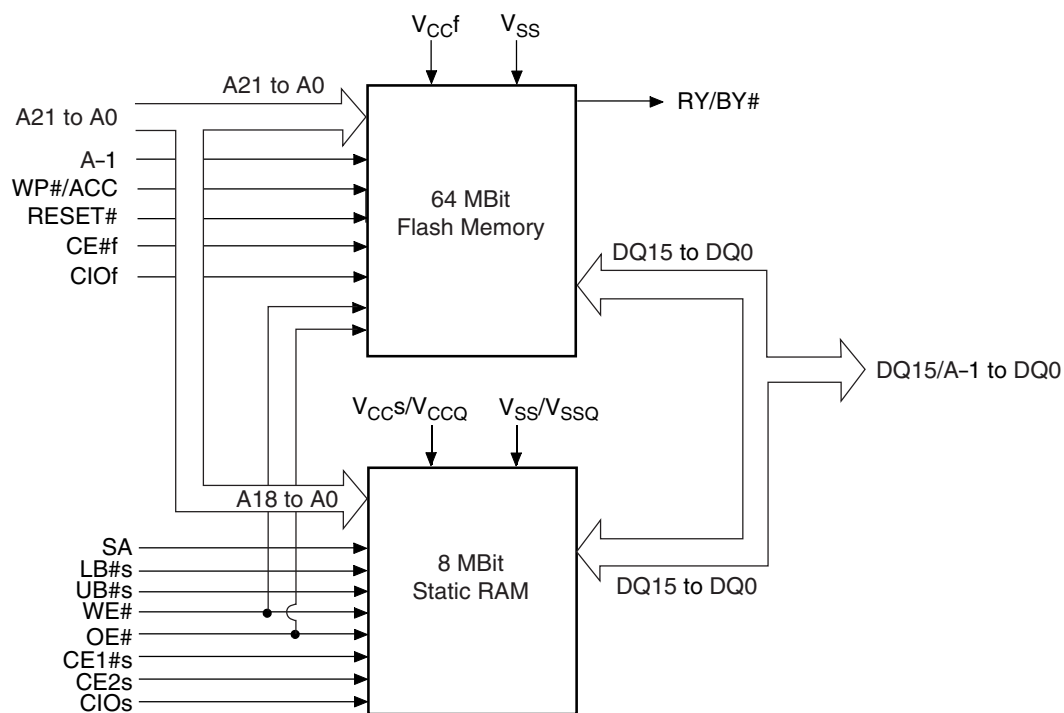 VCCf
VSS
A21 to A0
A21 to A0
RY/BY#
A–1
WP#/ACC
RESET#
CE#f
CIOf
64 MBit
Flash Memory
DQ15 to DQ0
DQ15/A–1 to DQ0
VCCs/VCCQ
VSS/VSSQ
A18 to A0
SA
LB#s
UB#s
WE#
OE#
CE1#s
CE2s
CIOs
8 MBit
Static RAM
DQ15 to DQ0